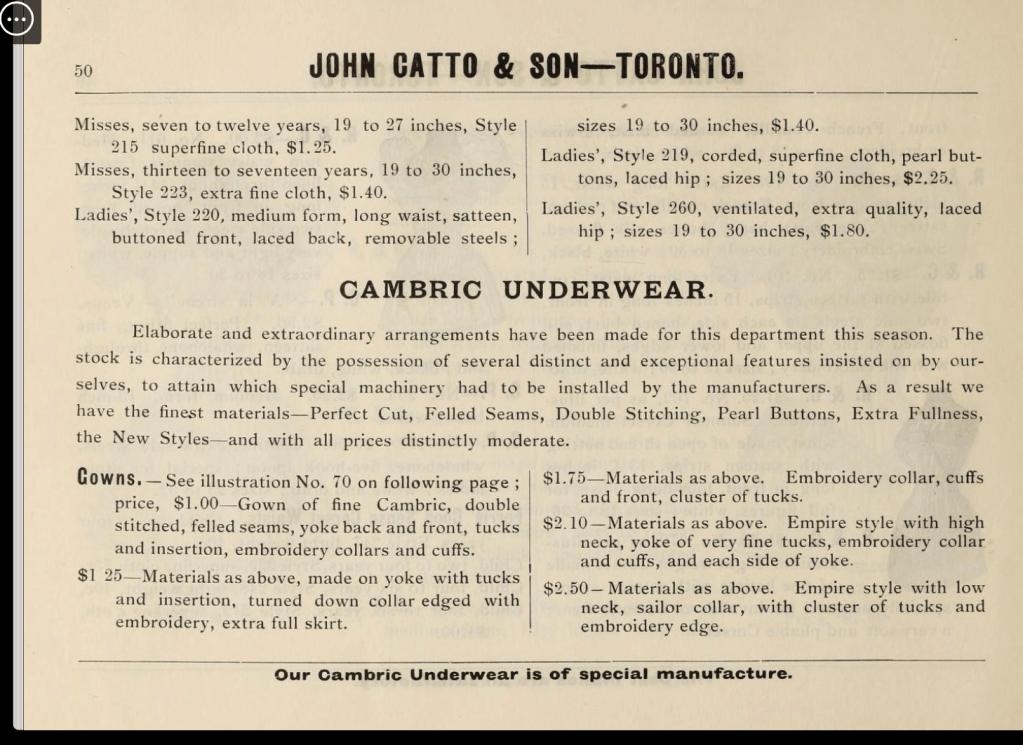 50
JOHN CATTO & SON—TORONTO.
Misses, seven to twelve years, 19 to 27 inches, Style
215 superfine cloth, $1.25.
Misses, thirteen to seventeen years, 19 to 30 inches,
Style 223, extra fine cloth, $1.40.
Ladies', Style 220, medium form, long waist, satteen,
buttoned front, laced back, removable steels ;
sizes 19 to 30 inches, $1.40.
Ladies', Style 219, corded, superfine cloth, pearl but-
tons, laced hip ; sizes 19 to 30 inches, $2.25.
Ladies', Style 260, ventilated, extra quality, laced
hip ; sizes 19 to 30 inches, $1.80.
CAMBRIC UNDERWEAR.
Elaborate and extraordinary arrangements have been made for this department this season. The
stock is characterized by the possession of several distinct and exceptional features insisted on by our-
selves, to attain which special machinery had to be installed by the manufacturers. As a result we
have the finest materials—Perfect Cut, Felled Seams, Double Stitching, Pearl Buttons, Extra Fullness,
the New Styles—and with all prices distinctly moderate.
Gowns.—See illustration No. 70 on following page ;
price, $1.00—Gown of fine Cambric, double
stitched, felled seams, yoke back and front, tucks
and insertion, embroidery collars and cuffs.
$1 25—Materials as above, made on yoke with tucks
and insertion, turned down collar edged with
embroidery, extra full skirt.
$1.75—Materials as above. Embroidery collar, cuffs
and front, cluster of tucks.
$2.10—Materials as above. Empire style with high
neck, yoke of very fine tucks, embroidery collar
and cuffs, and each side of yoke.
$2.50—Materials as above. Empire style with low
neck, sailor collar, with cluster of tucks and
embroidery edge.
Our Cambric Underwear is of special manufacture.